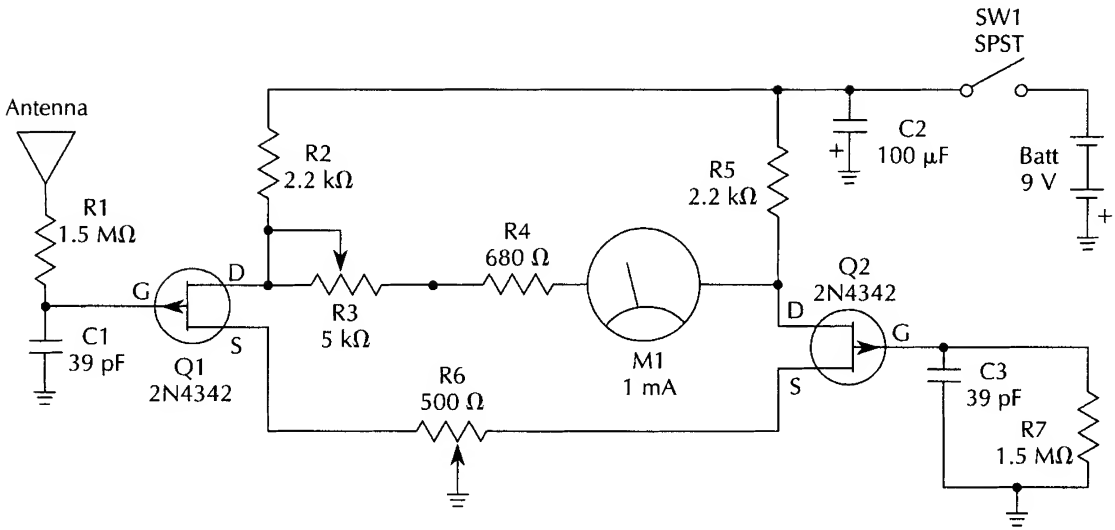 SW1
SPST
Antenna
R2
2.2 kΩ
C2
100 µF
+
Batt
9 V
+
R5
2.2 kΩ
R1
1.5 MΩ
R4
680 Ω
Q2
2N4342
G
D
R3
5 kΩ
M1
1 mA
D
G
S
C1
39 pF
S
Q1
2N4342
R6
500 Ω
C3
39 pF
R7
1.5 MΩ